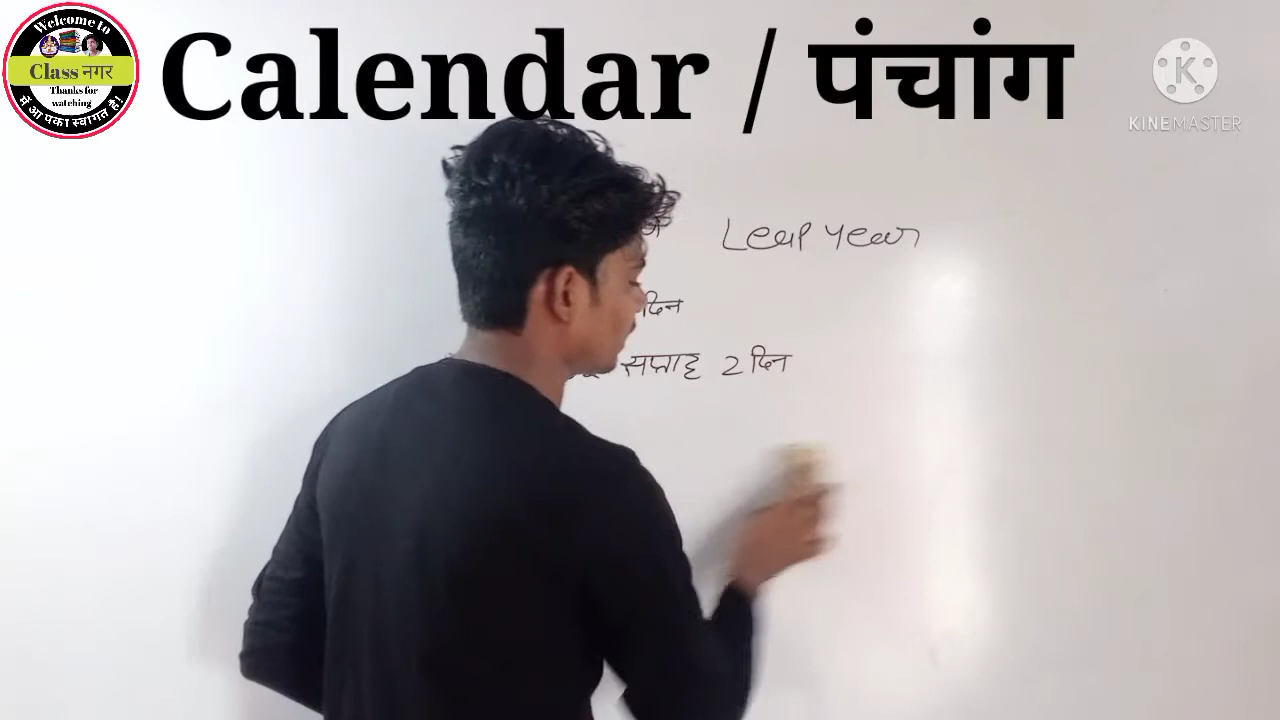 Welcome to
Class नगर
Thanks for
watching
में आपका स्वागत है!!
Calendar / पंचांग
K
KINEMASTER
Leap Year
दिन
सप्ताह 2 दिन